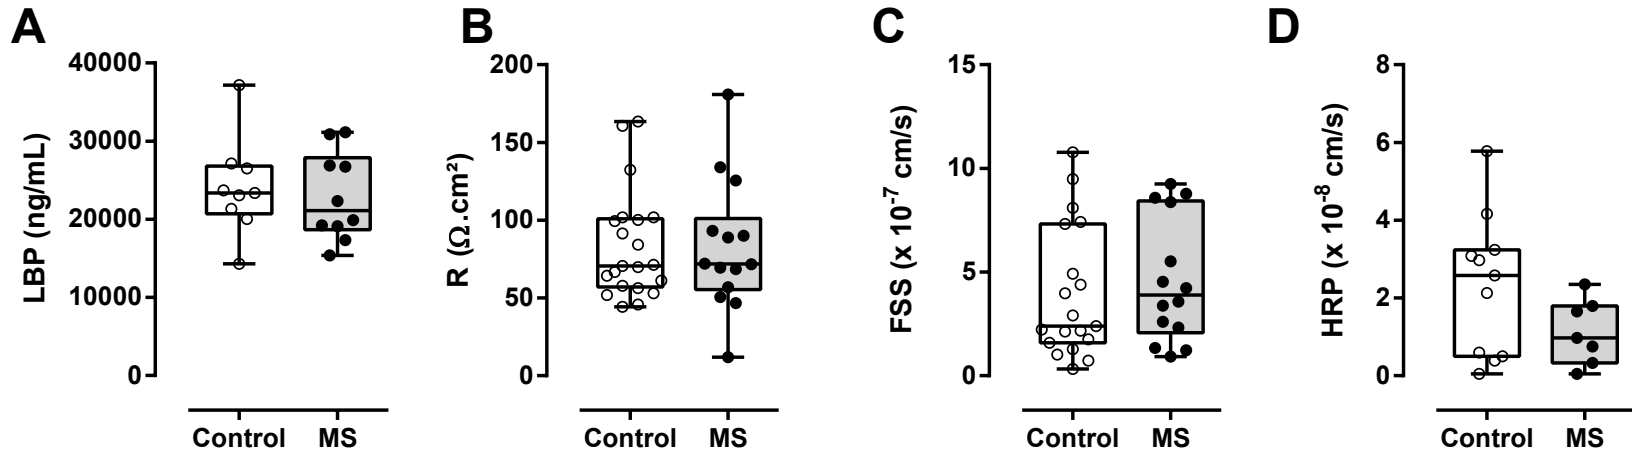 A
LBP (ng/mL)
40000
30000
20000
10000
0
Control MS
B
R (Ω.cm²)
200
150
100
50
0
Control MS
C
FSS (x 10⁻⁷ cm/s)
15
10
5
0
Control MS
D
HRP (x 10⁻⁸ cm/s)
8
6
4
2
0
Control MS